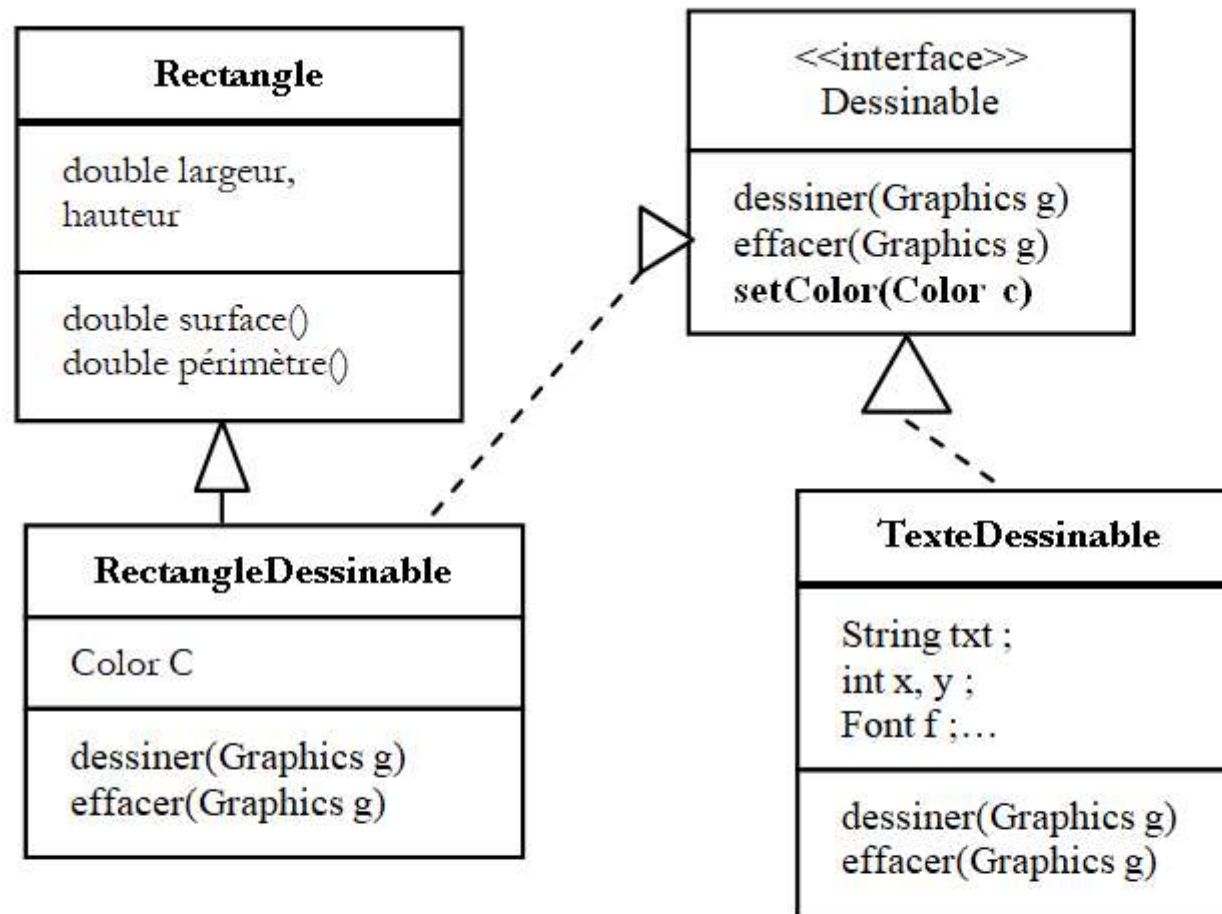 Rectangle
double largeur,
hauteur
double surface()
double périmètre()
<<interface>>
Dessinable
dessiner(Graphics g)
effacer(Graphics g)
setColor(Color c)
RectangleDessinable
Color C
dessiner(Graphics g)
effacer(Graphics g)
TexteDessinable
String txt ;
int x, y ;
Font f ;…
dessiner(Graphics g)
effacer(Graphics g)